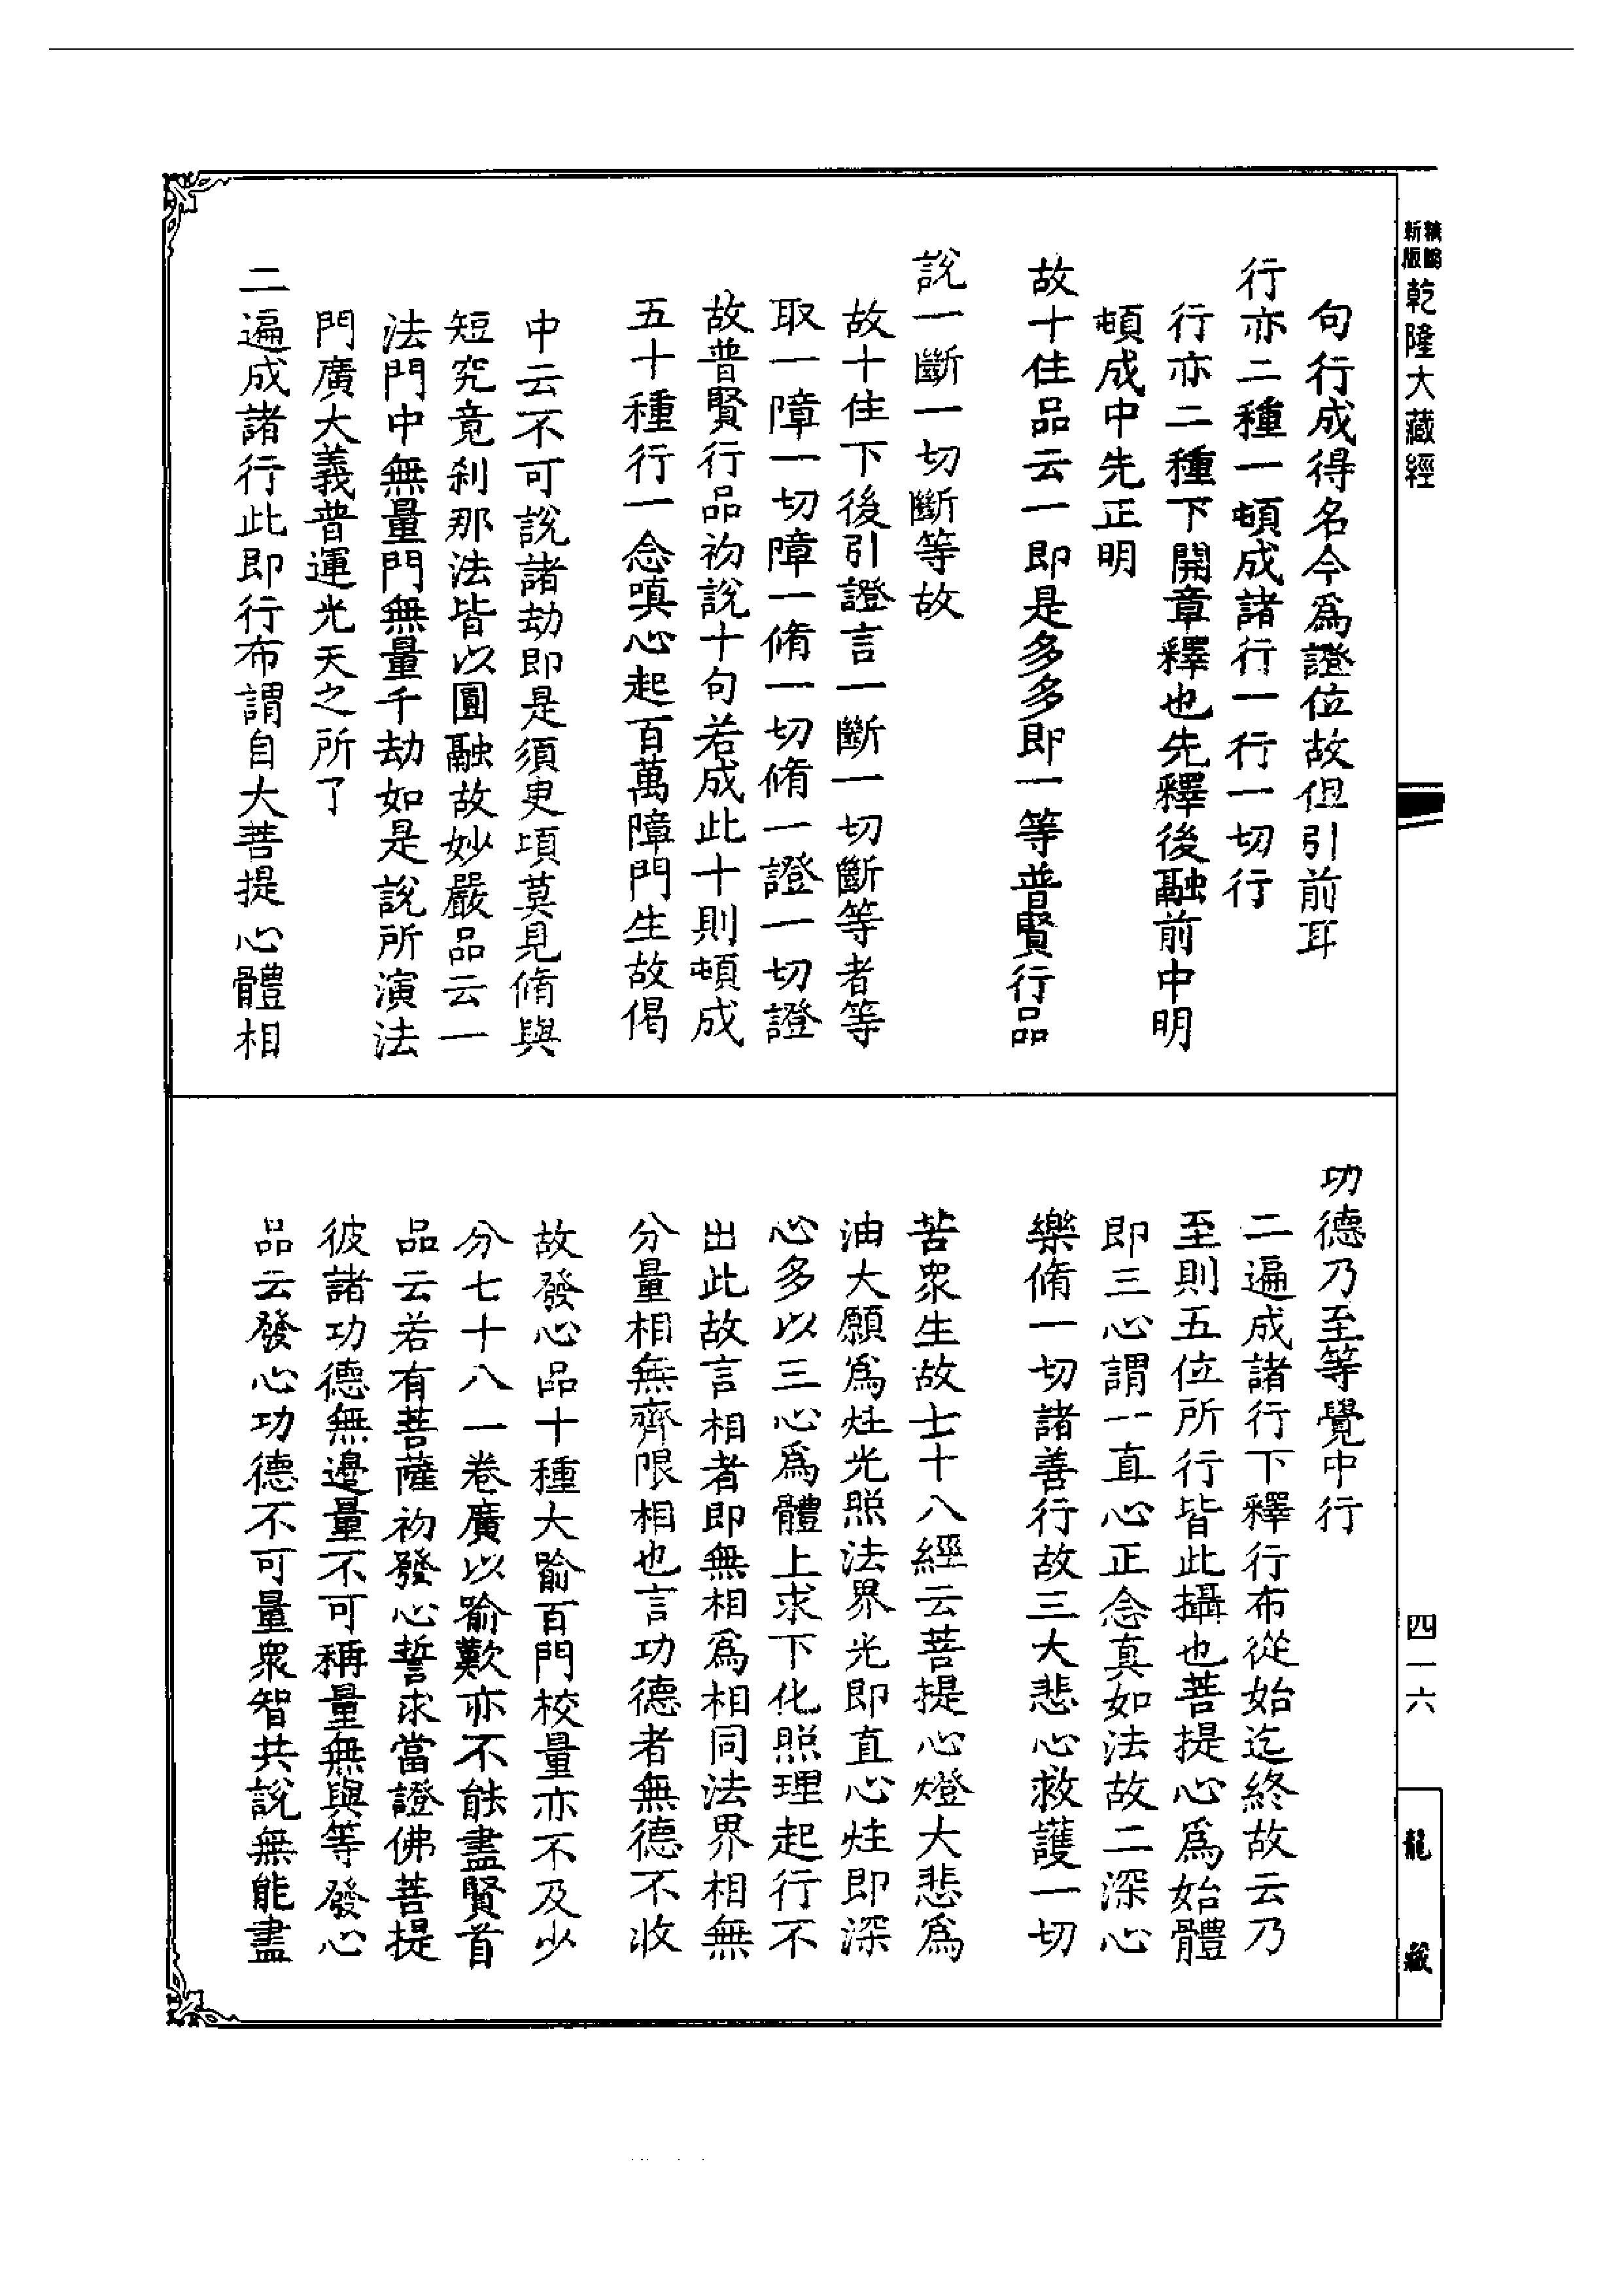 新版
精縮
乾隆大藏經
句行成得名今爲證位故但引前耳
行亦二種一頓成諸行一行一切行
行亦二種下開章釋也先釋後融前中明
頓成中先正明
故十住品云一即是多多即一等普賢行品
說一斷一切斷等故
故十住下後引證言一斷一切斷等者等
取一障一切障一脩一切脩一證一切證
故普賢行品初說十句若成此十則頓成
五十種行一念嗔心起百萬障門生故偈
中云不可說諸劫即是須臾頃莫見脩與
短究竟刹那法皆以圓融故妙嚴品云一
法門中無量門無量千劫如是說所演法
門廣大義普運光天之所了
二遍成諸行此即行布謂自大菩提心體相
功德乃至等覺中行
二遍成諸行下釋行布從始迄終故云乃
至則五位所行皆此攝也菩提心爲始體
即三心謂一直心正念真如法故二深心
樂脩一切諸善行故三大悲心救護一切
苦衆生故七十八經云菩提心燈大悲爲
油大願爲炷光照法界光即直心炷即深
心多以三心爲體上求下化照理起行不
出此故言相者即無相爲相同法界相無
分量相無齊限相也言功德者無德不收
故發心品十種大喻百門校量亦不及少
分七十八一卷廣以喻歎亦不能盡賢首
品云若有菩薩初發心誓求當證佛菩提
彼諸功德無邊量不可稱量無與等發心
品云發心功德不可量衆智共說無能盡
四一六
龍藏